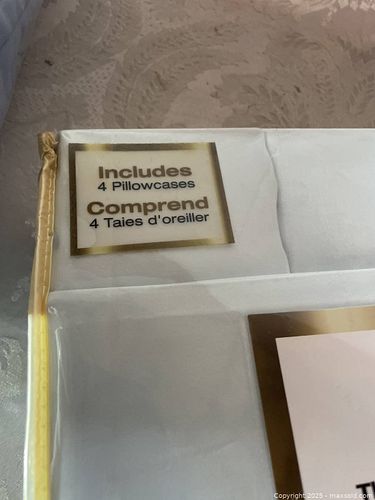 Includes
4 Pillowcases
Comprend
4 Taies d'oreiller
Copyright 2025 - maxsold.com